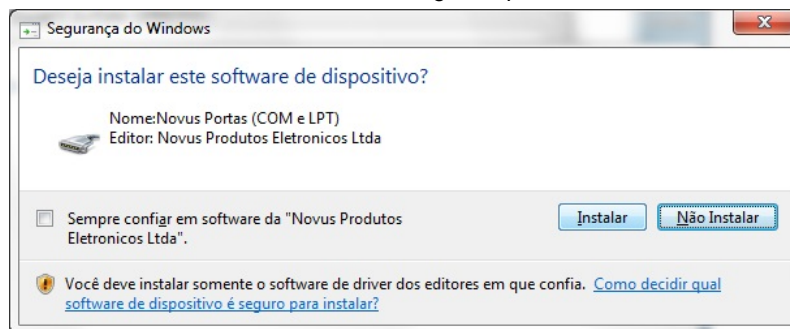 Segurança do Windows
Deseja instalar este software de dispositivo?
Nome:Novus Portas (COM e LPT)
Editor: Novus Produtos Eletronicos Ltda
Sempre confiar em software da "Novus Produtos
Eletronicos Ltda".
Instalar
Não Instalar
Você deve instalar somente o software de driver dos editores em que confia. Como decidir qual
software de dispositivo é seguro para instalar?